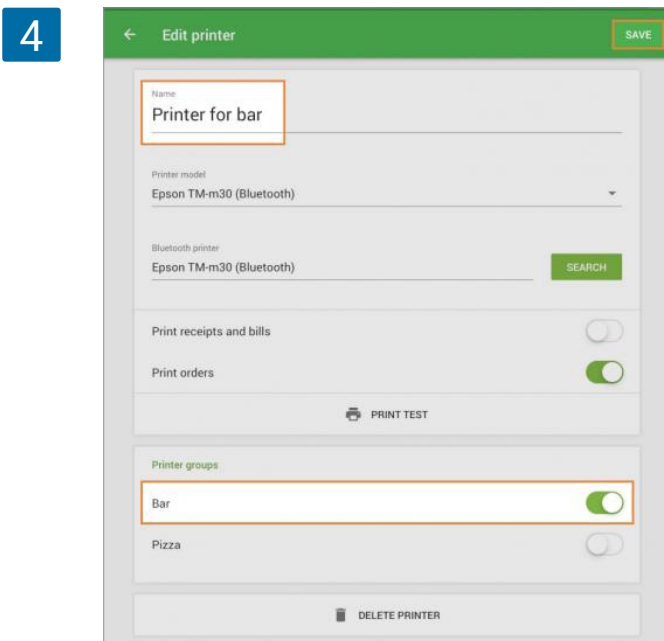 4
Edit printer
SAVE
Name
Printer for bar
Printer model
Epson TM-m30 (Bluetooth)
Bluetooth printer
Epson TM-m30 (Bluetooth)
SEARCH
Print receipts and bills
Print orders
PRINT TEST
Printer groups
Bar
Pizza
DELETE PRINTER